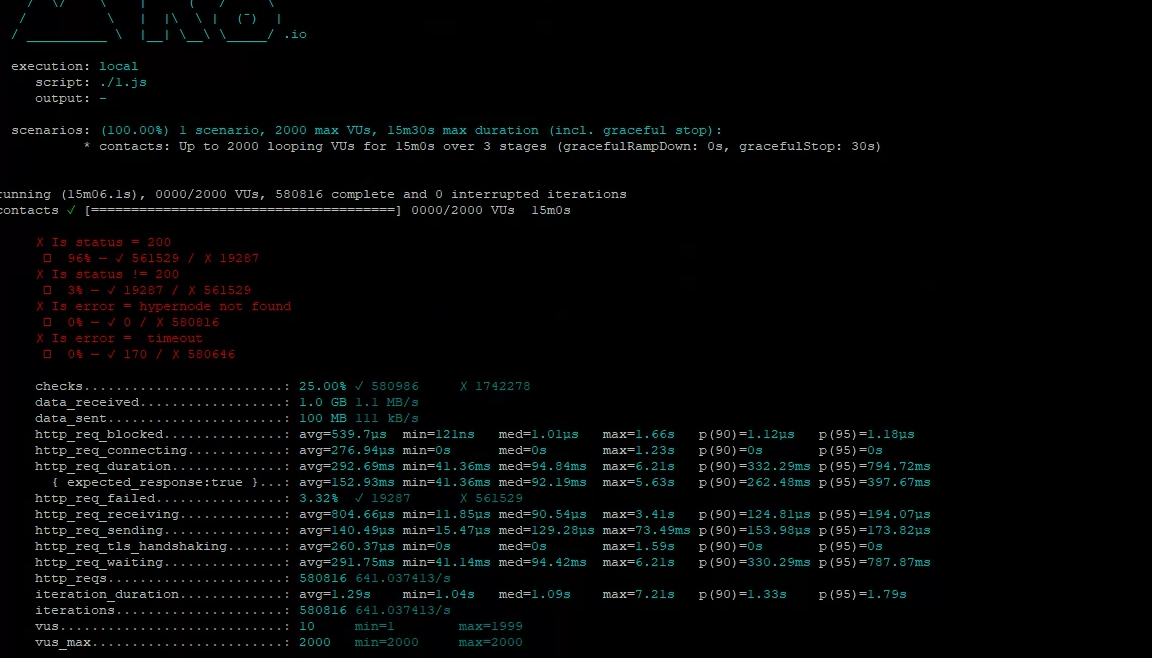 .io
execution: local
script: ./1.js
output: -
scenarios: (100.00%) 1 scenario, 2000 max VUs, 15m30s max duration (incl. graceful stop):
* contacts: Up to 2000 looping VUs for 15m0s over 3 stages (gracefulRampDown: 0s, gracefulStop: 30s)
running (15m06.1s), 0000/2000 VUs, 580816 complete and 0 interrupted iterations
contacts ✓ [======================================] 0000/2000 VUs  15m0s
✗ Is status = 200
96% — ✓ 561529 / ✗ 19287
✗ Is status != 200
3% — ✓ 19287 / ✗ 561529
✗ Is error = hypernode not found
0% — ✓ 0 / ✗ 580816
✗ Is error =  timeout
0% — ✓ 170 / ✗ 580646
checks.........................: 25.00% ✓ 580986     ✗ 1742278
data_received..................: 1.0 GB 1.1 MB/s
data_sent......................: 100 MB 111 kB/s
http_req_blocked...............: avg=539.7µs  min=121ns   med=1.01µs   max=1.66s   p(90)=1.12µs   p(95)=1.18µs
http_req_connecting............: avg=276.94µs min=0s      med=0s       max=1.23s   p(90)=0s       p(95)=0s
http_req_duration..............: avg=292.69ms min=41.36ms med=94.84ms  max=6.21s   p(90)=332.29ms p(95)=794.72ms
{ expected_response:true }...: avg=152.93ms min=41.36ms med=92.19ms  max=5.63s   p(90)=262.48ms p(95)=397.67ms
http_req_failed................: 3.32%  ✓ 19287      ✗ 561529
http_req_receiving.............: avg=804.66µs min=11.85µs med=90.54µs  max=3.41s   p(90)=124.81µs p(95)=194.07µs
http_req_sending...............: avg=140.49µs min=15.47µs med=129.28µs max=73.49ms p(90)=153.98µs p(95)=173.82µs
http_req_tls_handshaking.......: avg=260.37µs min=0s      med=0s       max=1.59s   p(90)=0s       p(95)=0s
http_req_waiting...............: avg=291.75ms min=41.14ms med=94.42ms  max=6.21s   p(90)=330.29ms p(95)=787.87ms
http_reqs......................: 580816 641.037413/s
iteration_duration.............: avg=1.29s    min=1.04s   med=1.09s    max=7.21s   p(90)=1.33s    p(95)=1.79s
iterations.....................: 580816 641.037413/s
vus............................: 10     min=1        max=1999
vus_max........................: 2000   min=2000     max=2000